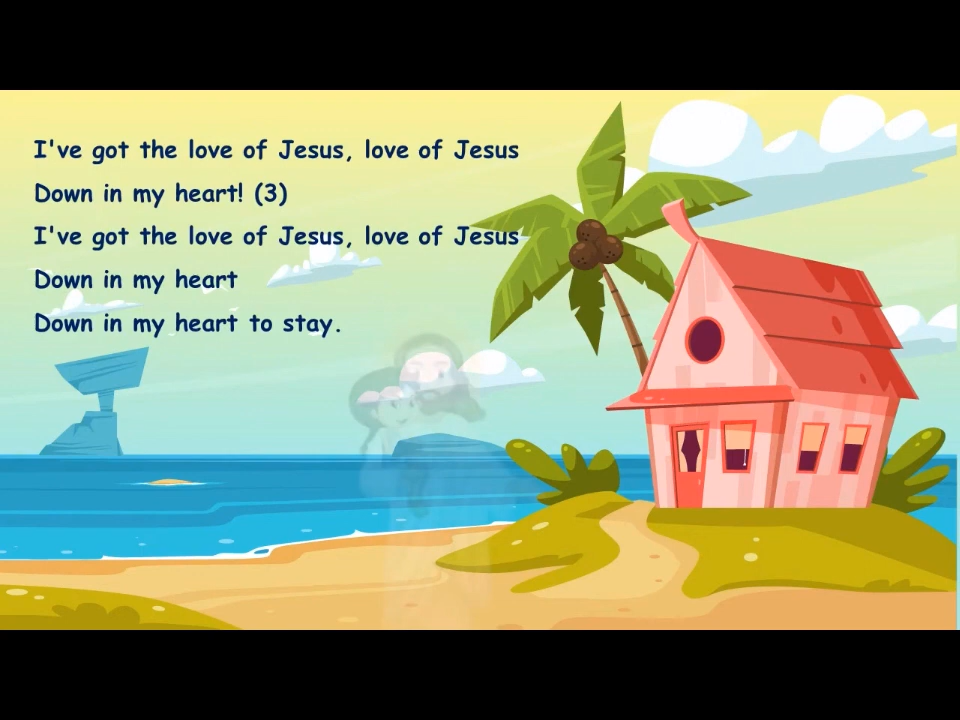 I've got the love of Jesus, love of Jesus
Down in my heart! (3)
I've got the love of Jesus, love of Jesus
Down in my heart
Down in my heart to stay.